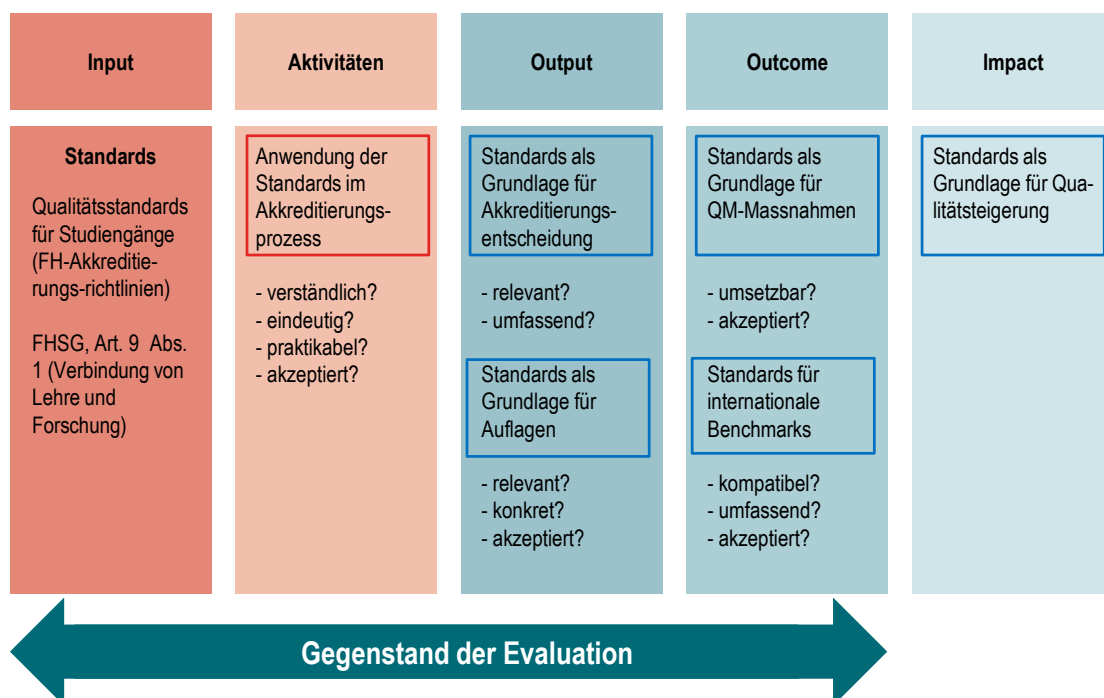 Input
Aktivitäten
Output
Outcome
Impact
Standards
Qualitätsstandards
für Studiengänge
(FH-Akkreditie-
rungs-richtlinien)
FHSG, Art. 9 Abs.
1 (Verbindung von
Lehre und
Forschung)
Anwendung der
Standards im
Akkreditierungs-
prozess
- verständlich?
- eindeutig?
- praktikabel?
- akzeptiert?
Standards als
Grundlage für
Akkreditierungs-
entscheidung
- relevant?
- umfassend?
Standards als
Grundlage für
Auflagen
- relevant?
- konkret?
- akzeptiert?
Standards als
Grundlage für
QM-Massnahmen
- umsetzbar?
- akzeptiert?
Standards für
internationale
Benchmarks
- kompatibel?
- umfassend?
- akzeptiert?
Standards als
Grundlage für Qua-
litätsteigerung
Gegenstand der Evaluation